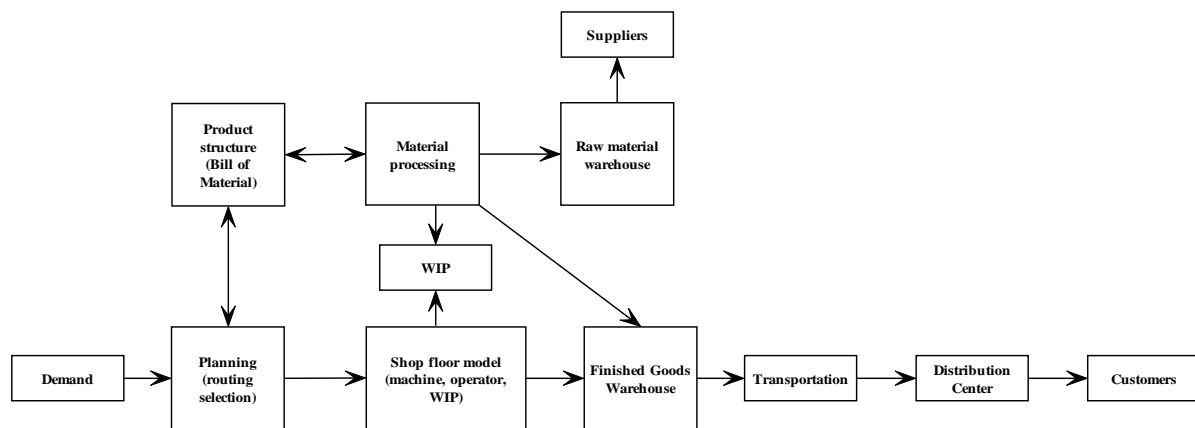 Suppliers
Product
structure
(Bill of
Material)
Material
processing
Raw material
warehouse
WIP
Demand
Planning
(routing
selection)
Shop floor model
(machine, operator,
WIP)
Finished Goods
Warehouse
Transportation
Distribution
Center
Customers